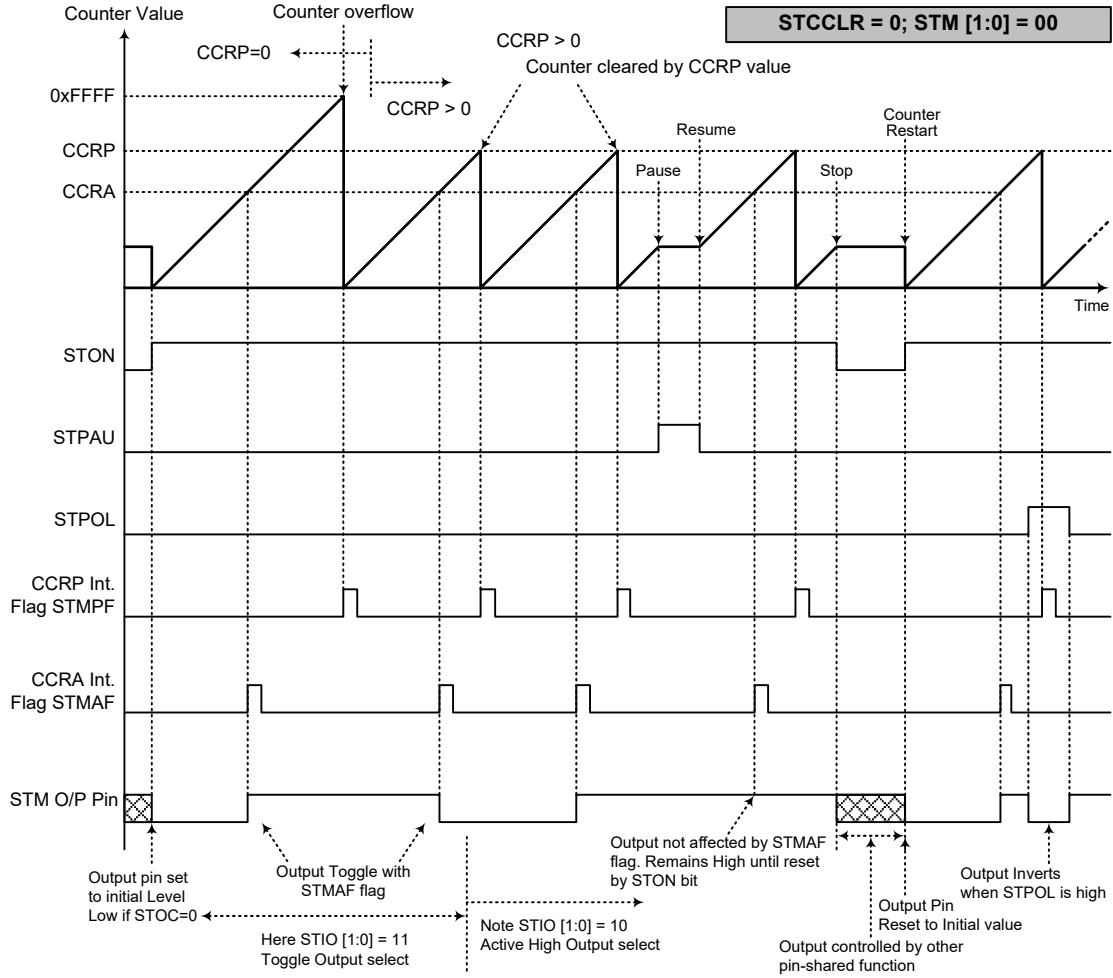 Counter Value
Counter overflow
STCCLR = 0; STM [1:0] = 00
CCRP=0
CCRP > 0
CCRP > 0
Counter cleared by CCRP value
0xFFFF
CCRP
CCRA
Pause
Resume
Stop
Counter
Restart
Time
STON
STPAU
STPOL
CCRP Int.
Flag STMPF
CCRA Int.
Flag STMAF
STM O/P Pin
Output pin set
to initial Level
Low if STOC=0
Output Toggle with
STMAF flag
Here STIO [1:0] = 11
Toggle Output select
Note STIO [1:0] = 10
Active High Output select
Output not affected by STMAF
flag. Remains High until reset
by STON bit
Output Pin
Reset to Initial value
Output controlled by other
pin-shared function
Output Inverts
when STPOL is high